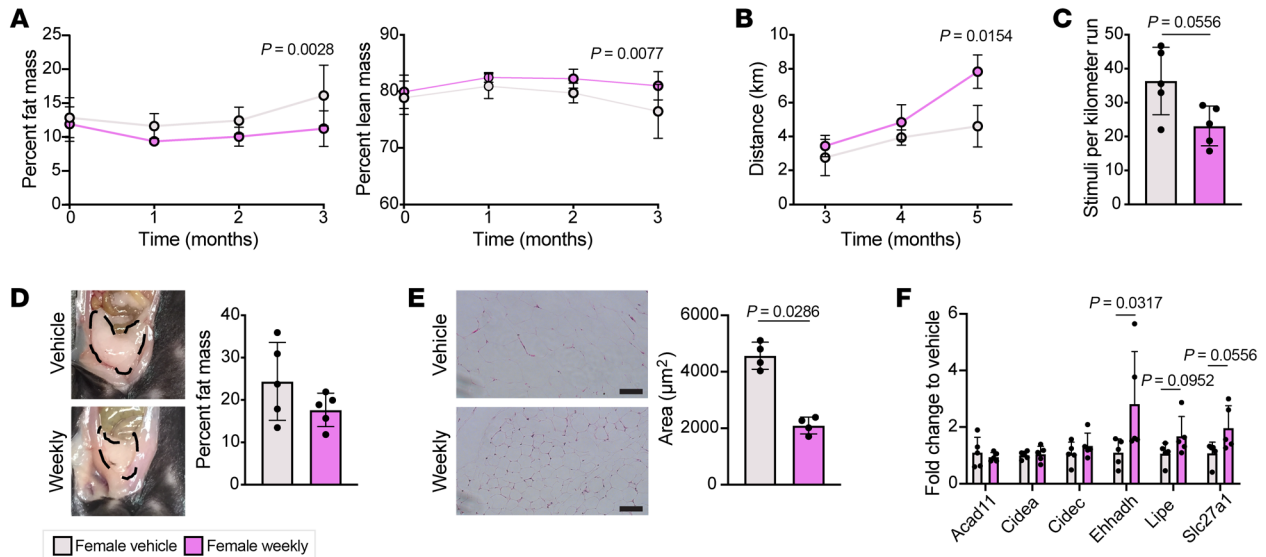 A
25
20
15
10
5
0
Percent fat mass
P = 0.0028
0 1 2 3
Time (months)
90
80
70
60
Percent lean mass
P = 0.0077
0 1 2 3
Time (months)
B
10
8
6
4
2
0
Distance (km)
P = 0.0154
3 4 5
Time (months)
C
50
40
30
20
10
0
Stimuli per kilometer run
P = 0.0556
D
Vehicle
Weekly
40
30
20
10
0
Percent fat mass
E
Vehicle
Weekly
6000
4000
2000
0
Area (µm²)
P = 0.0286
F
6
4
2
0
Fold change to vehicle
P = 0.0317
P = 0.0556
P = 0.0952
Acad11
Cidea
Cidec
Ehhadh
Lipe
Slc27a1
Female vehicle Female weekly